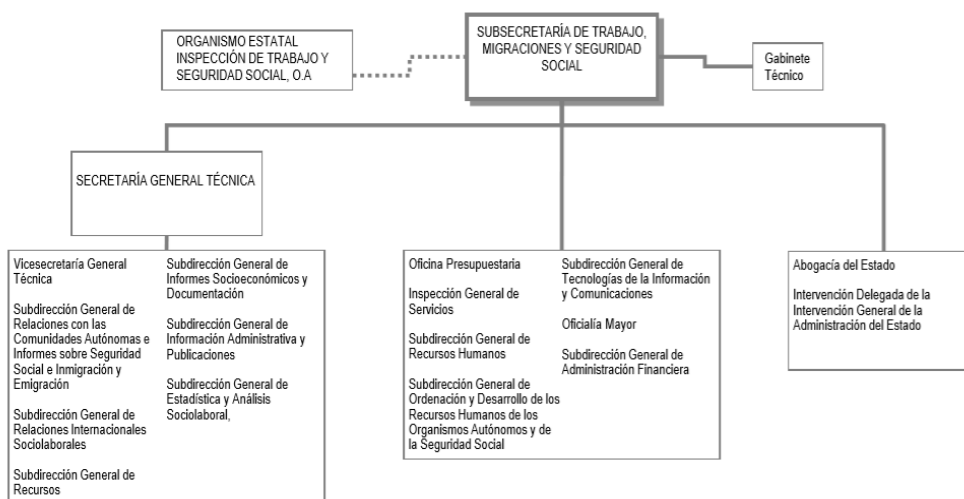 ORGANISMO ESTATAL
INSPECCIÓN DE TRABAJO Y
SEGURIDAD SOCIAL, O.A
SUBSECRETARÍA DE TRABAJO,
MIGRACIONES Y SEGURIDAD
SOCIAL
Gabinete
Técnico
SECRETARÍA GENERAL TÉCNICA
Vicesecretaría General
Técnica
Subdirección General de
Relaciones con las
Comunidades Autónomas e
Informes sobre Seguridad
Social e Inmigración y
Emigración
Subdirección General de
Relaciones Internacionales
Sociolaborales
Subdirección General de
Recursos
Subdirección General de
Informes Socioeconómicos y
Documentación
Subdirección General de
Información Administrativa y
Publicaciones
Subdirección General de
Estadística y Análisis
Sociolaboral,
Oficina Presupuestaria
Inspección General de
Servicios
Subdirección General de
Recursos Humanos
Subdirección General de
Ordenación y Desarrollo de los
Recursos Humanos de los
Organismos Autónomos y de
la Seguridad Social
Subdirección General de
Tecnologías de la Información
y Comunicaciones
Oficialía Mayor
Subdirección General de
Administración Financiera
Abogacía del Estado
Intervención Delegada de la
Intervención General de la
Administración del Estado